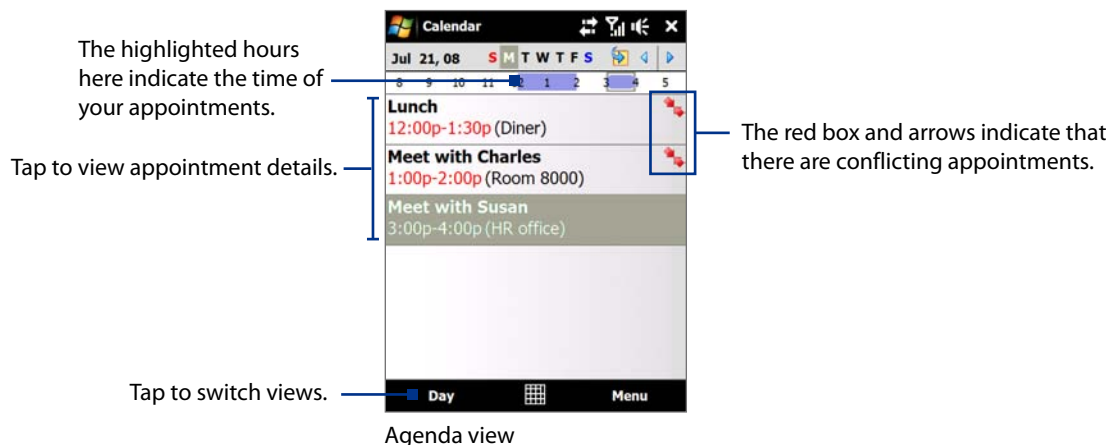 The highlighted hours
here indicate the time of
your appointments.
Tap to view appointment details.
Tap to switch views.
Calendar
Jul 21, 08 S M T W T F S
8 9 10 11 12 1 2 3 4 5
Lunch
12:00p-1:30p (Diner)
Meet with Charles
1:00p-2:00p (Room 8000)
Meet with Susan
3:00p-4:00p (HR office)
Day Menu
Agenda view
The red box and arrows indicate that
there are conflicting appointments.